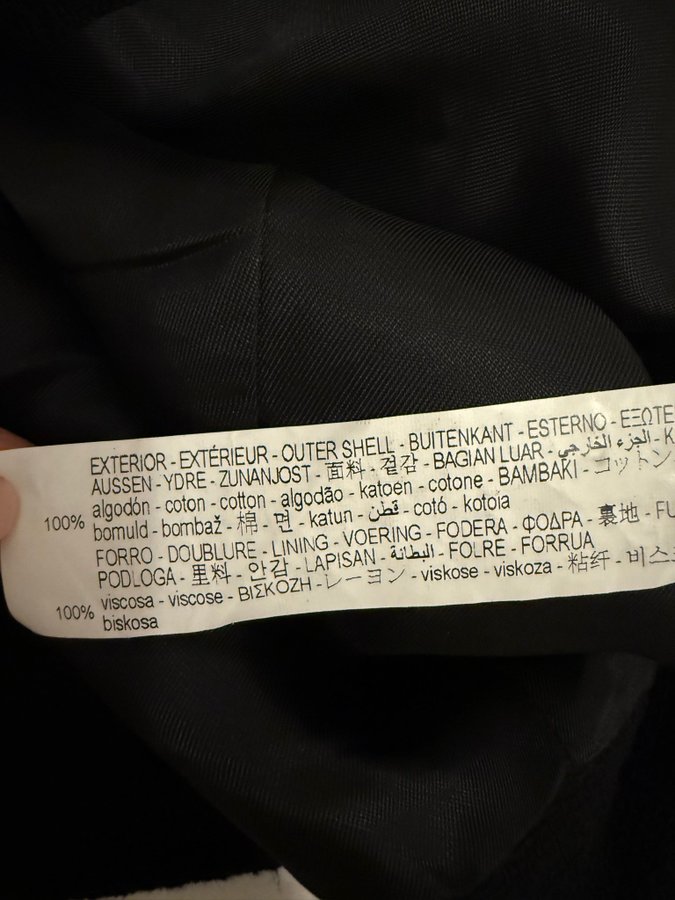 EXTERIOR - EXTÉRIEUR - OUTER SHELL - BUITENKANT - ESTERNO - ΕΞΩΤΕ
AUSSEN - YDRE - ZUNANJOST - 面料 - 겉감 - BAGIAN LUAR - الجزء الخارجي - K
100% algodón - coton - cotton - algodão - katoen - cotone - BAMBAKI - コットン
bomuld - bombaž - 棉 - 면 - katun - قطن - cotó - kotoia
FORRO - DOUBLURE - LINING - VOERING - FODERA - ΦΟΔΡΑ - 裏地 - FU
PODLOGA - 里料 - 안감 - LAPISAN - البطانة - FOLRE - FORRUA
100% viscosa - viscose - ΒΙΣΚΟΖΗ - レーヨン - viskose - viskoza - 粘纤 - 비스
biskosa